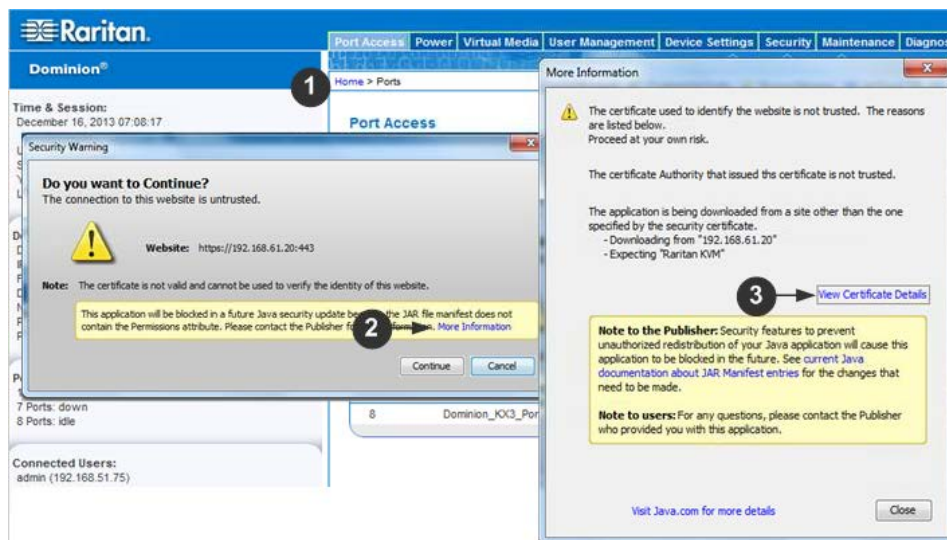 Raritan.
Port Access Power Virtual Media User Management Device Settings Security Maintenance
Dominion®
Home > Ports
Time & Session:
December 16, 2013 07:08:17
Port Access
1
Security Warning
Do you want to Continue?
The connection to this website is untrusted.
Website: https://192.168.61.20:443
Note: The certificate is not valid and cannot be used to verify the identity of this website.
This application will be blocked in a future Java security
update the JAR file manifest does not
contain the Permissions attribute. Please contact the Publisher More Information
2
Continue Cancel
7 Ports: down
8 Ports: idle
8 Dominion_KX3_Por
Connected Users:
admin (192.168.51.75)
More Information
The certificate used to identify the website is not trusted. The reasons
are listed below.
Proceed at your own risk.
The certificate Authority that issued ths certificate is not trusted.
The application is being downloaded from a site other than the one
specified by the security certificate.
- Downloading from "192.168.61.20"
- Expecting "Raritan KVM"
3
View Certificate Details
Note to the Publisher: Security features to prevent
unauthorized redistribution of your Java application will cause this
application to be blocked in the future. See current Java
documentation about JAR Manifest entries for the changes that
need to be made.
Note to users: For any questions, please contact the Publisher
who provided you with this application.
Visit Java.com for more details
Close